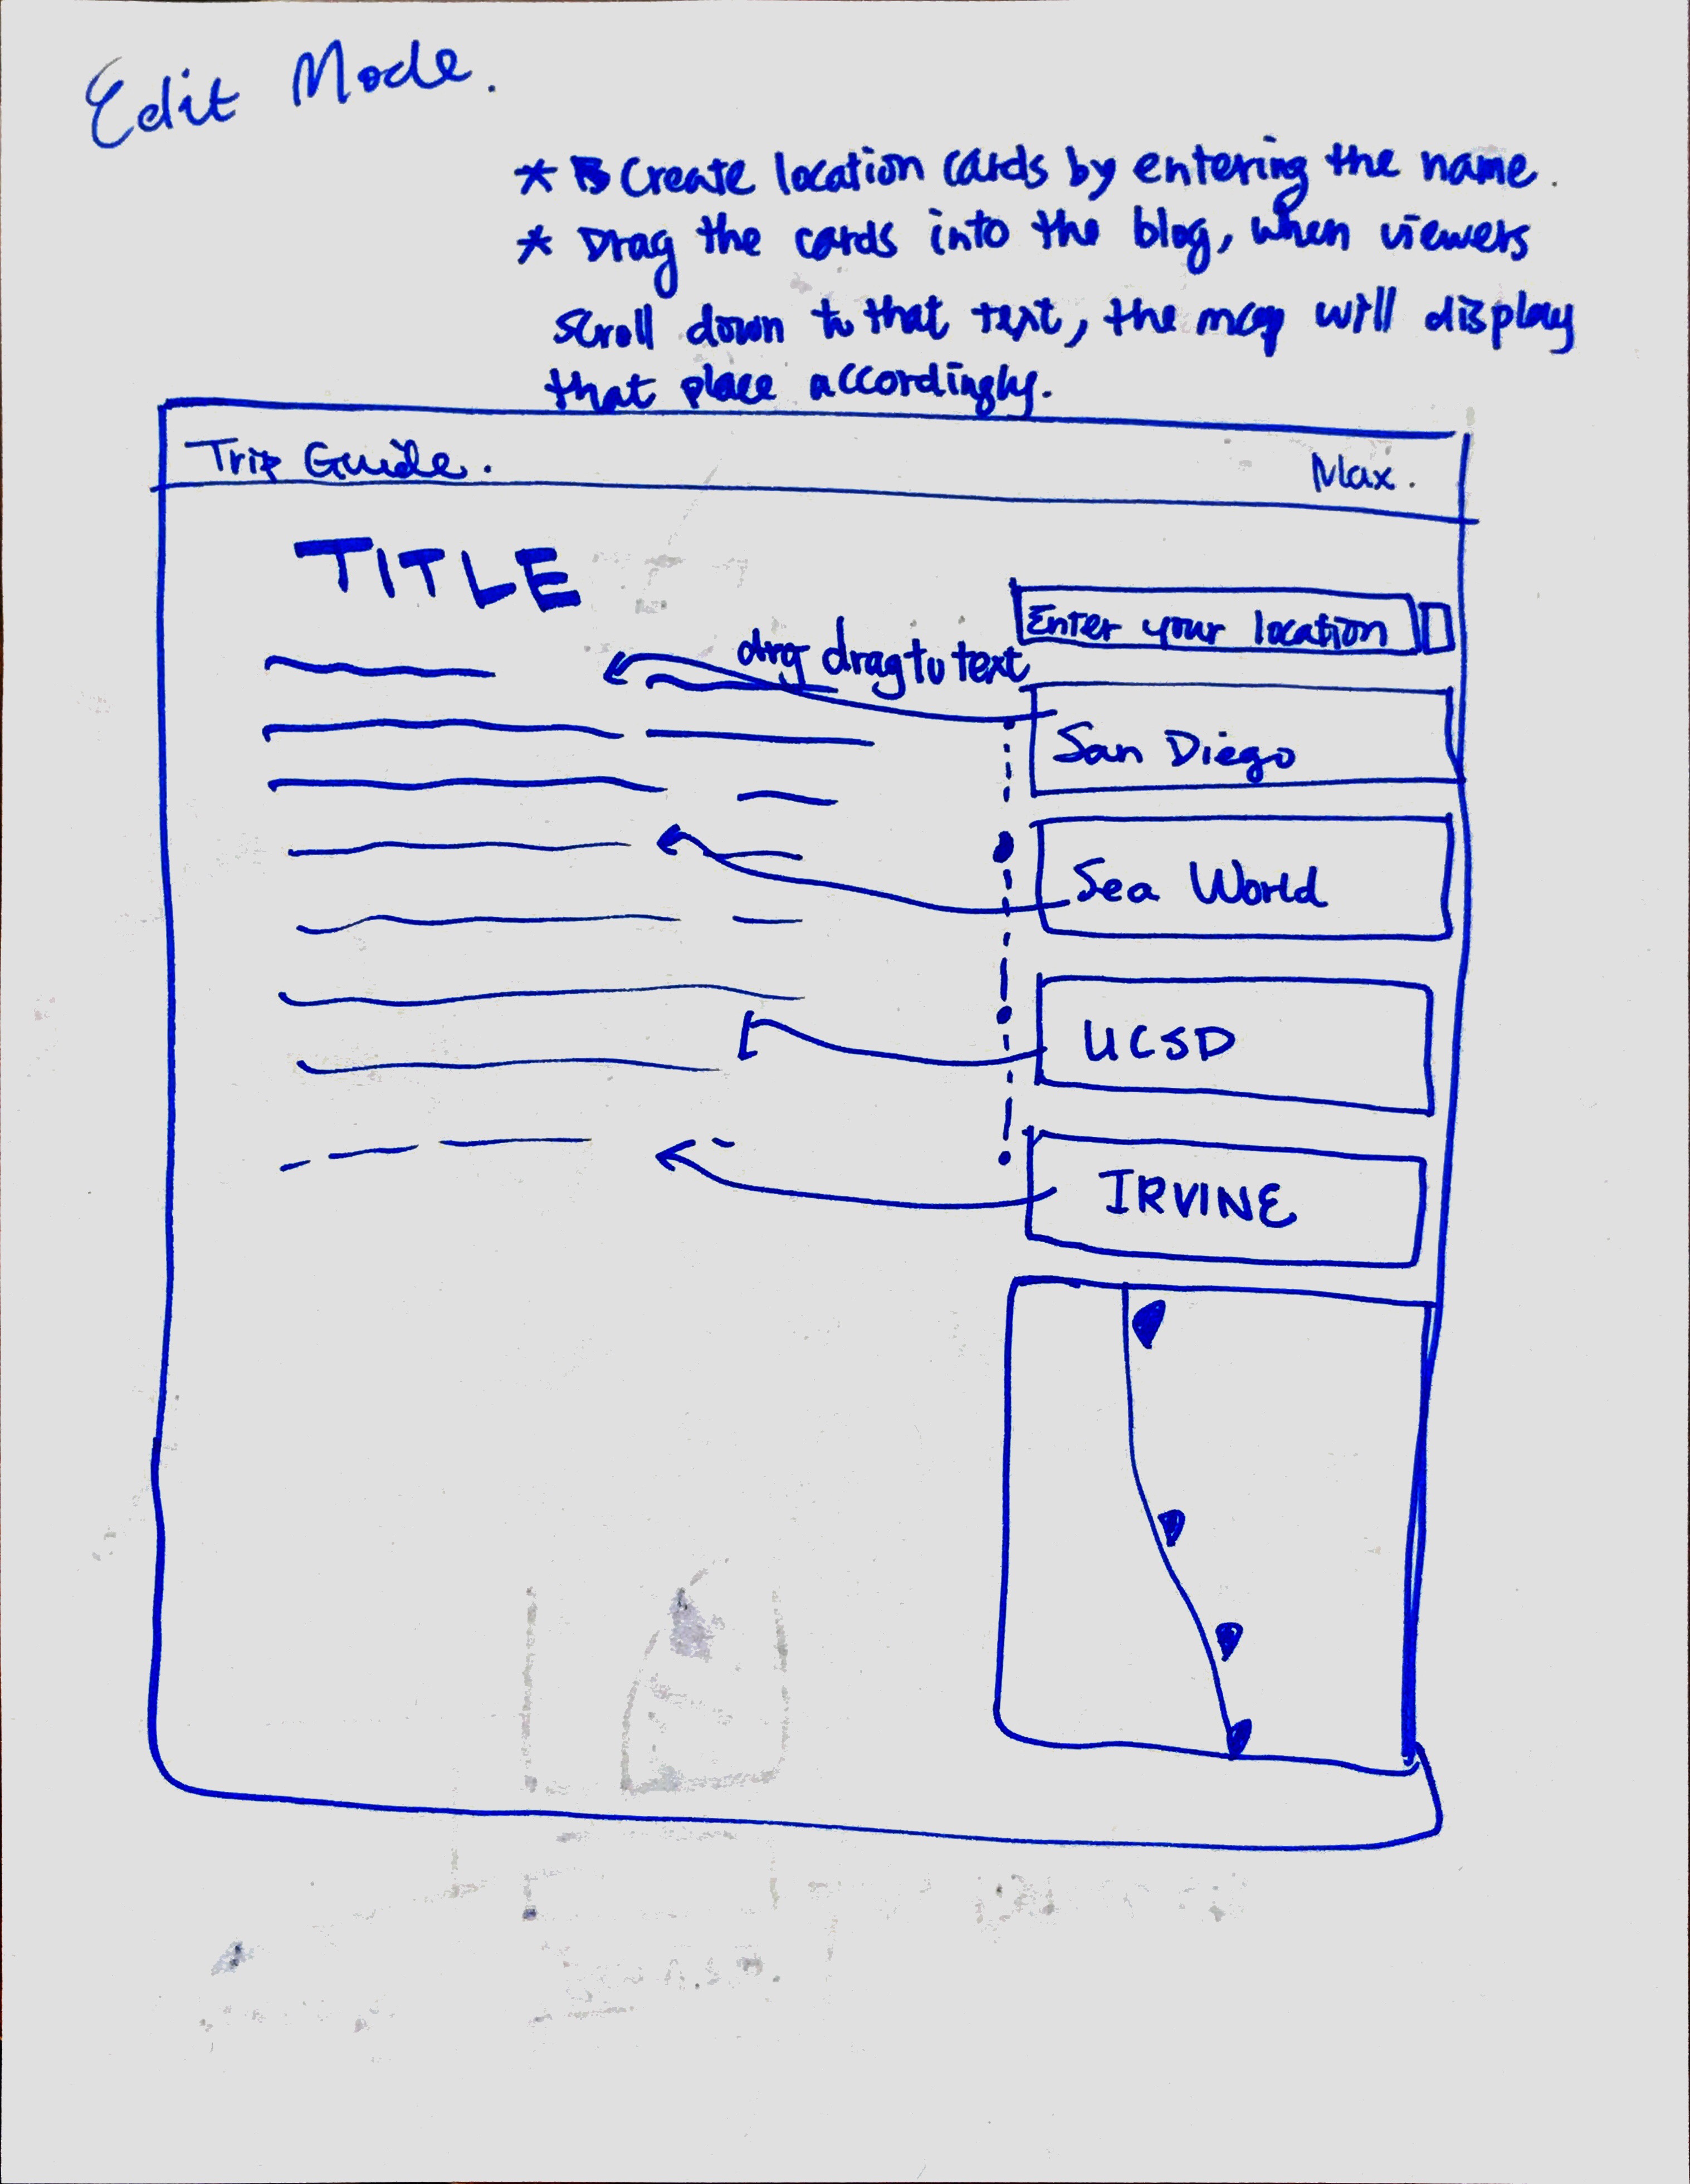 Edit Mode.
* Create location cards by entering the name.
* Drag the cards into the blog, when viewers
scroll down to that text, the map will display
that place accordingly.
Trip Guide.
Max.
TITLE
Enter your location
drag to text
San Diego
Sea World
UCSD
IRVINE